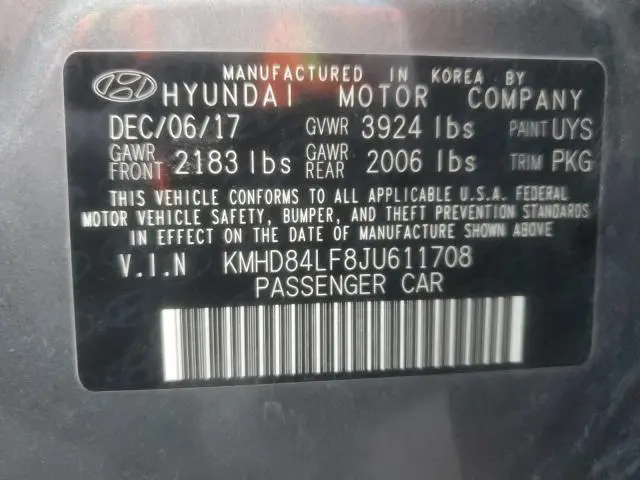 MANUFACTURED IN KOREA BY
HYUNDAI MOTOR COMPANY
DEC/06/17 GVWR 3924 lbs PAINT UYS
GAWR FRONT 2183 lbs GAWR REAR 2006 lbs TRIM PKG
THIS VEHICLE CONFORMS TO ALL APPLICABLE U.S.A. FEDERAL
MOTOR VEHICLE SAFETY, BUMPER, AND THEFT PREVENTION STANDARDS
IN EFFECT ON THE DATE OF MANUFACTURE SHOWN ABOVE.
V.I.N KMHD84LF8JU611708
PASSENGER CAR